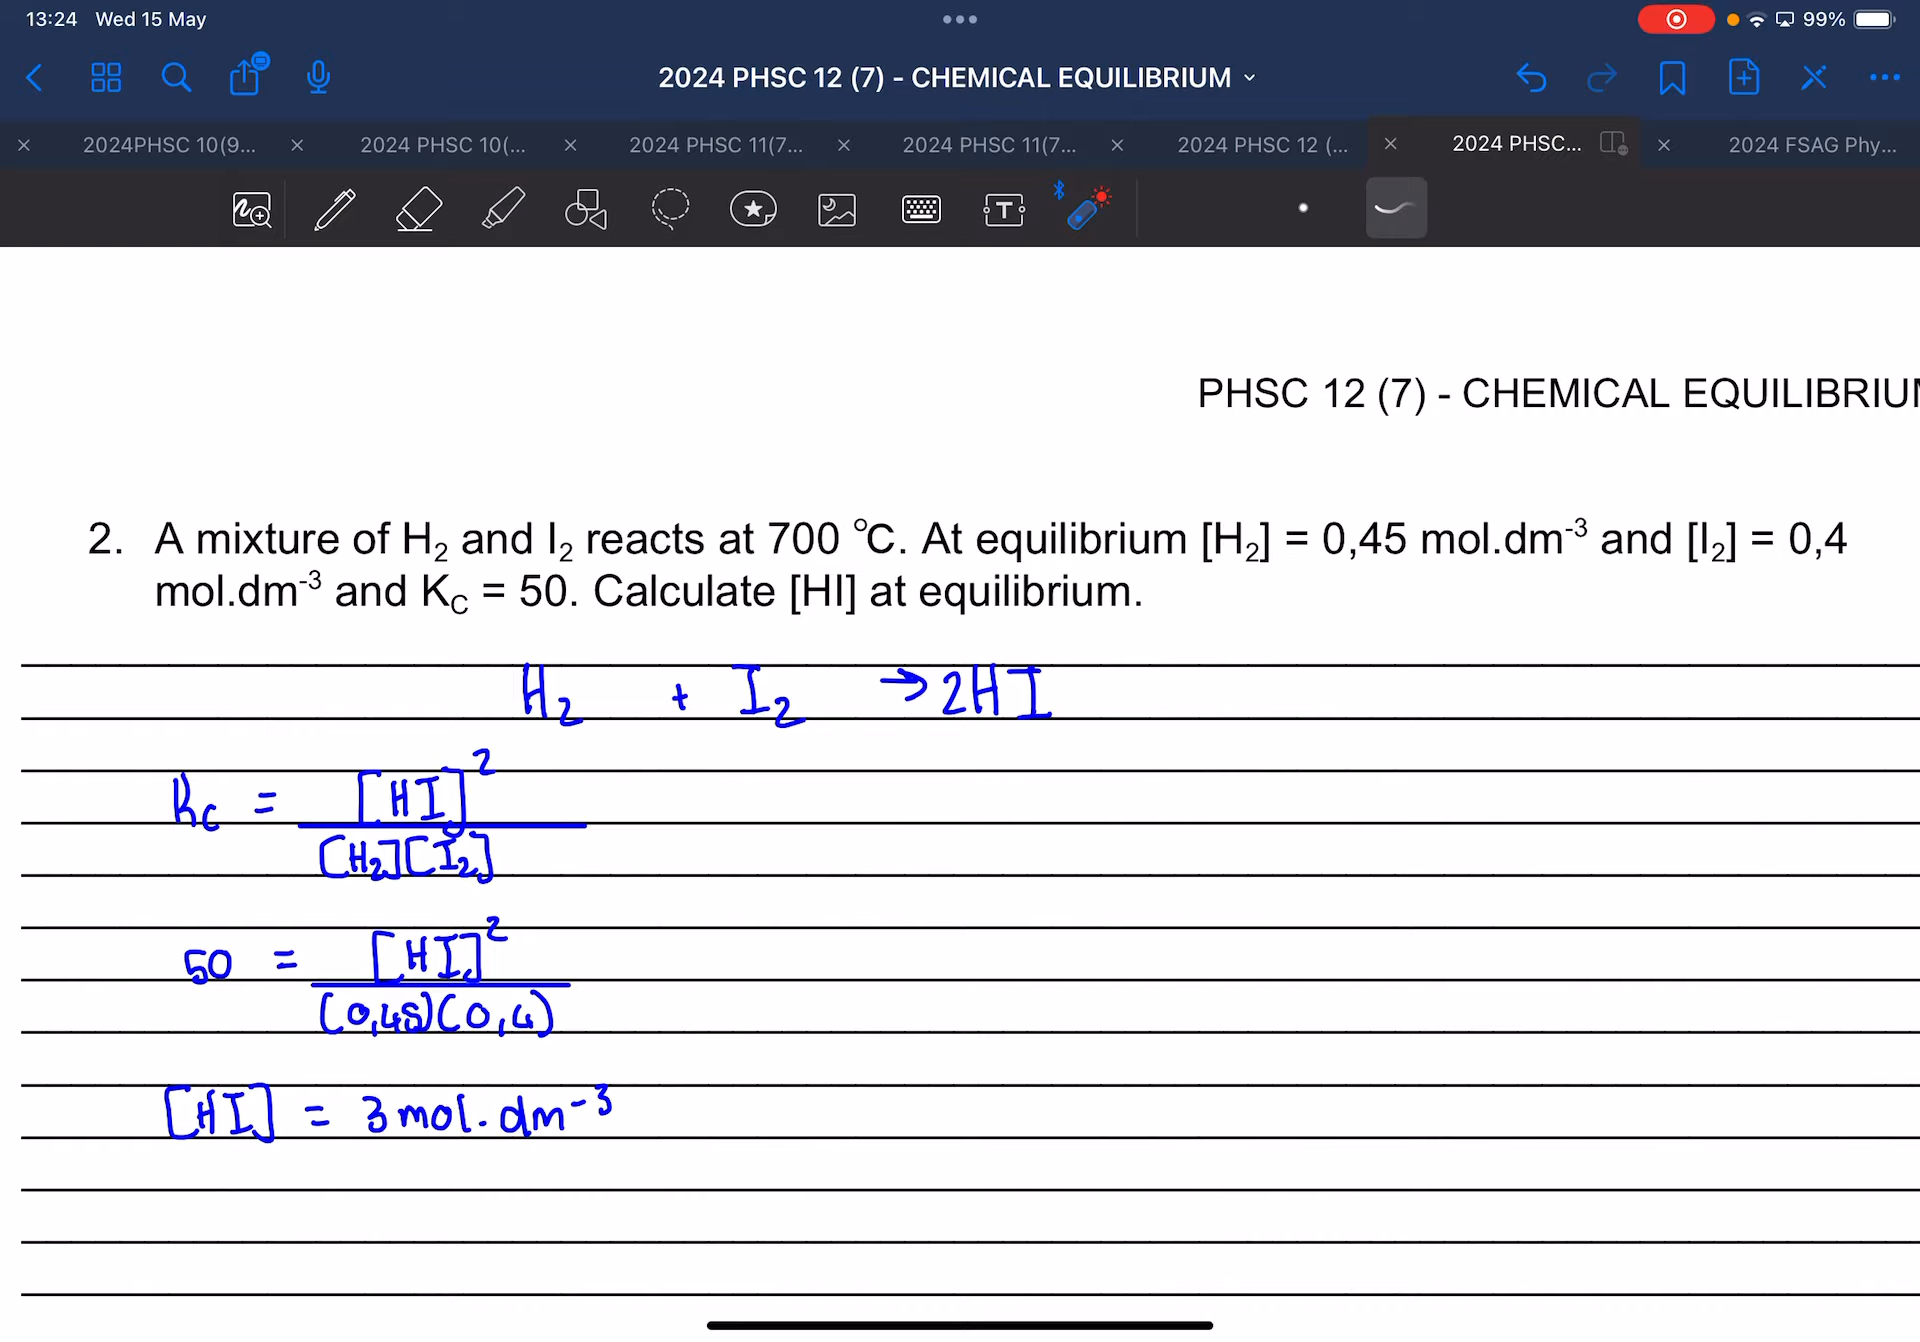 13:24 Wed 15 May
99%
2024 PHSC 12 (7) - CHEMICAL EQUILIBRIUM
2024PHSC 10(9... 2024 PHSC 10(... 2024 PHSC 11(7... 2024 PHSC 11(7... 2024 PHSC 12 (... 2024 PHSC... 2024 FSAG Phy...
T
PHSC 12 (7) - CHEMICAL EQUILIBRIUM
2. A mixture of H₂ and I₂ reacts at 700 °C. At equilibrium [H₂] = 0,45 mol.dm⁻³ and [I₂] = 0,4
mol.dm⁻³ and K_C = 50. Calculate [HI] at equilibrium.
H₂ + I₂ → 2HI
Kc = [HI]²
[H₂][I₂]
50 = [HI]²
(0,45)(0,4)
[HI] = 3 mol.dm⁻³